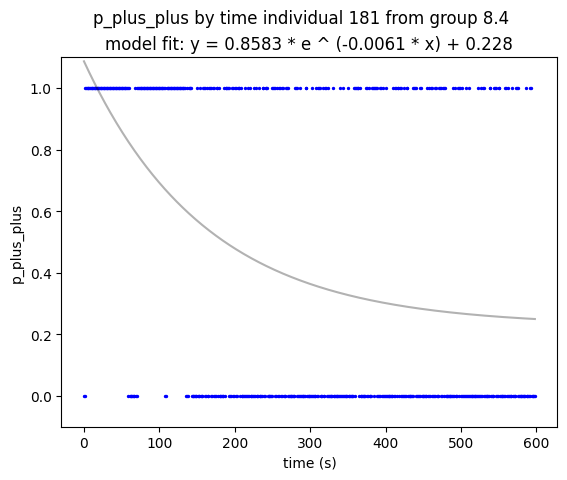 p_plus_plus by time individual 181 from group 8.4
model fit: y = 0.8583 * e ^ (-0.0061 * x) + 0.228
1.0
0.8
0.6
0.4
0.2
0.0
p_plus_plus
0 100 200 300 400 500 600
time (s)